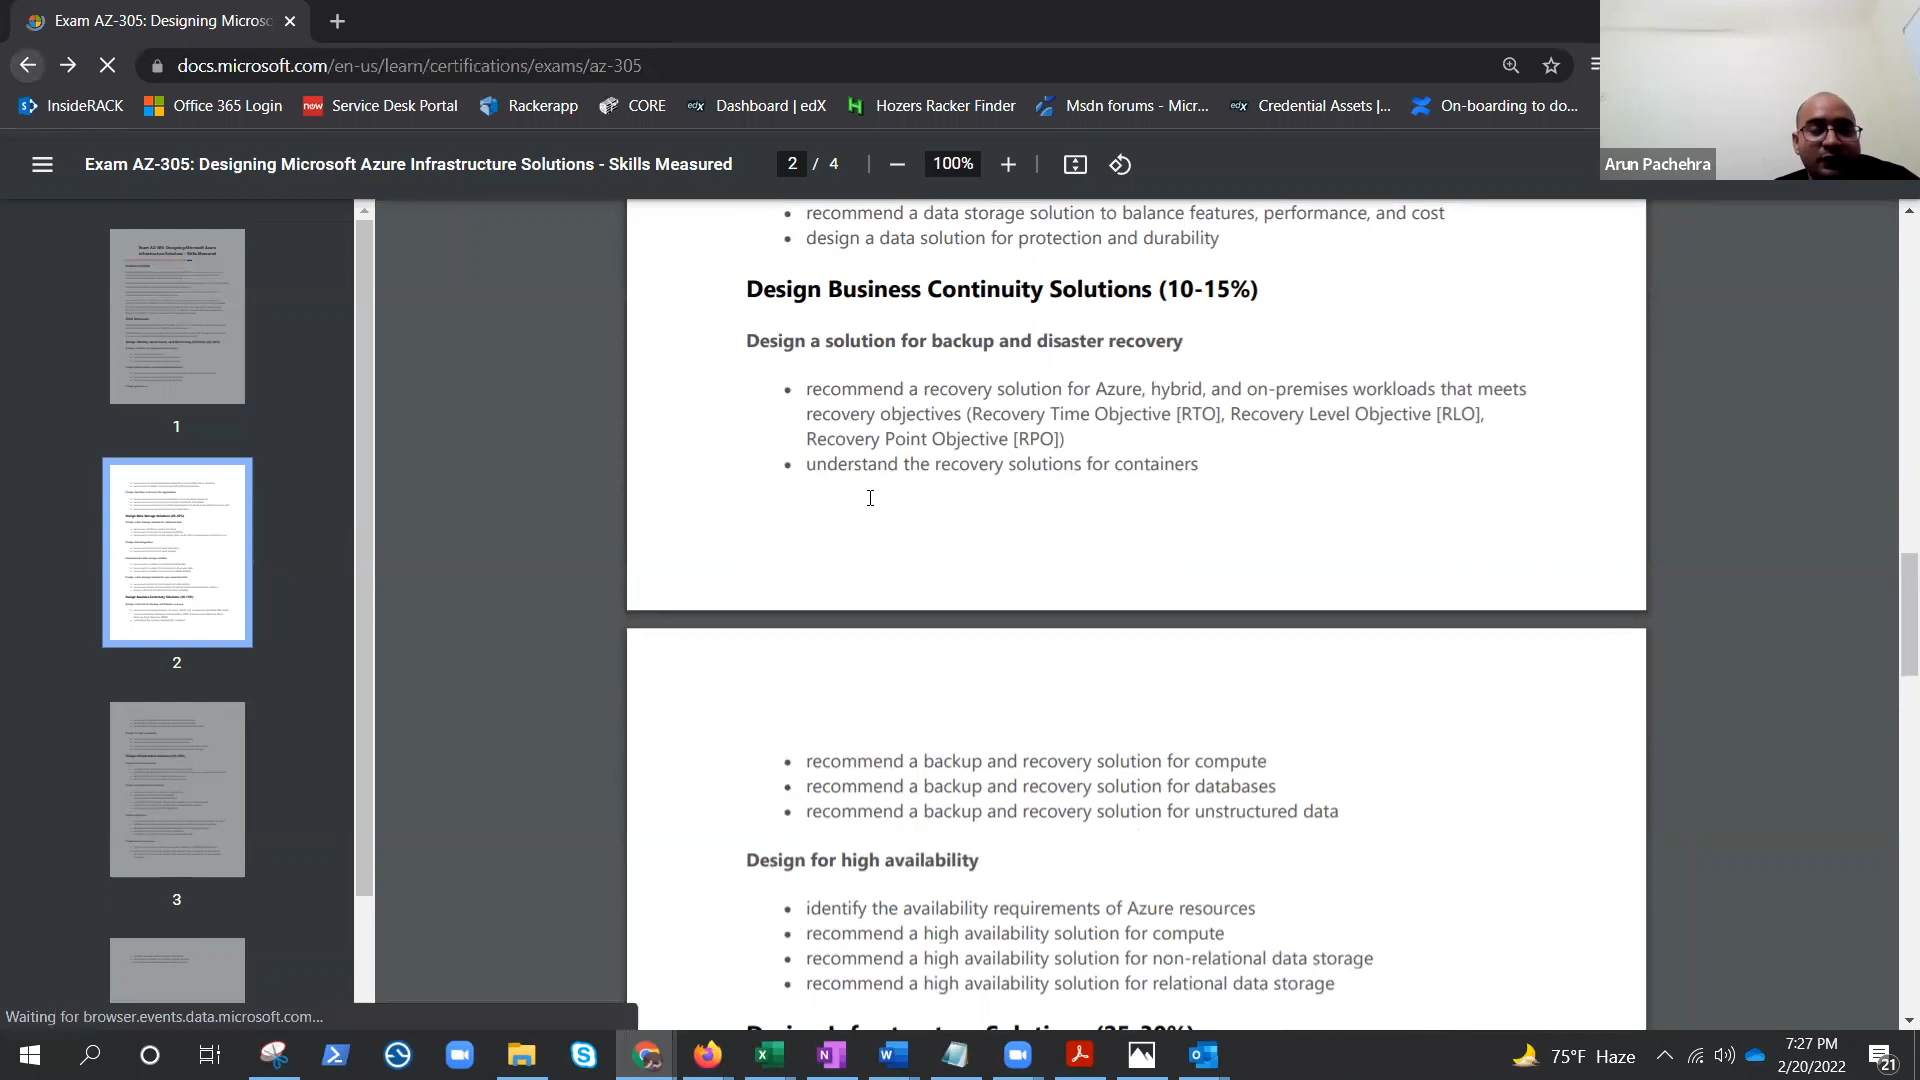 Exam AZ-305: Designing Microsc
docs.microsoft.com/en-us/learn/certifications/exams/az-305
InsideRACK
Office 365 Login
now
Service Desk Portal
Rackerapp
CORE
edX
Dashboard | edX
Hozers Racker Finder
Msdn forums - Micr...
edX
Credential Assets |...
On-boarding to do...
Exam AZ-305: Designing Microsoft Azure Infrastructure Solutions - Skills Measured
2 / 4
100%
Arun Pachehra
1
2
3
• recommend a data storage solution to balance features, performance, and cost
• design a data solution for protection and durability
Design Business Continuity Solutions (10-15%)
Design a solution for backup and disaster recovery
• recommend a recovery solution for Azure, hybrid, and on-premises workloads that meets
recovery objectives (Recovery Time Objective [RTO], Recovery Level Objective [RLO],
Recovery Point Objective [RPO])
• understand the recovery solutions for containers
• recommend a backup and recovery solution for compute
• recommend a backup and recovery solution for databases
• recommend a backup and recovery solution for unstructured data
Design for high availability
• identify the availability requirements of Azure resources
• recommend a high availability solution for compute
• recommend a high availability solution for non-relational data storage
• recommend a high availability solution for relational data storage
Design Infrastructure Solutions (25-30%)
Waiting for browser.events.data.microsoft.com...
75°F Haze
7:27 PM
2/20/2022
21